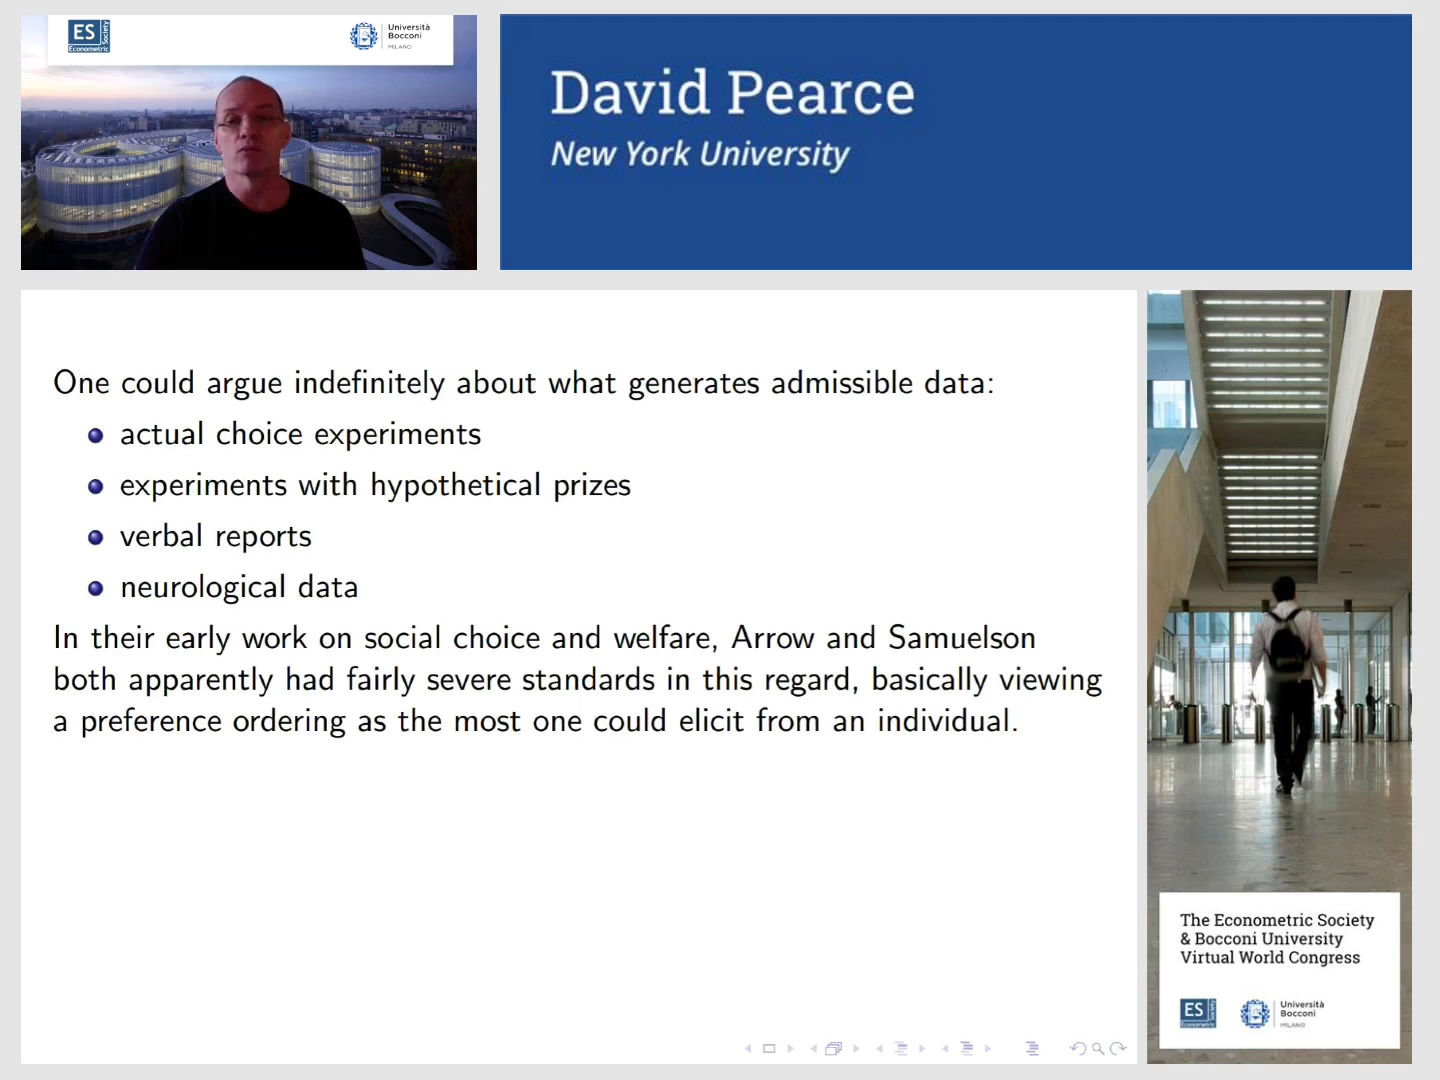 ES
Econometric
Society
Università
Bocconi
MILANO
David Pearce
New York University
One could argue indefinitely about what generates admissible data:
actual choice experiments
experiments with hypothetical prizes
verbal reports
neurological data
In their early work on social choice and welfare, Arrow and Samuelson
both apparently had fairly severe standards in this regard, basically viewing
a preference ordering as the most one could elicit from an individual.
The Econometric Society
& Bocconi University
Virtual World Congress
ES
Econometric
Society
Università
Bocconi
MILANO